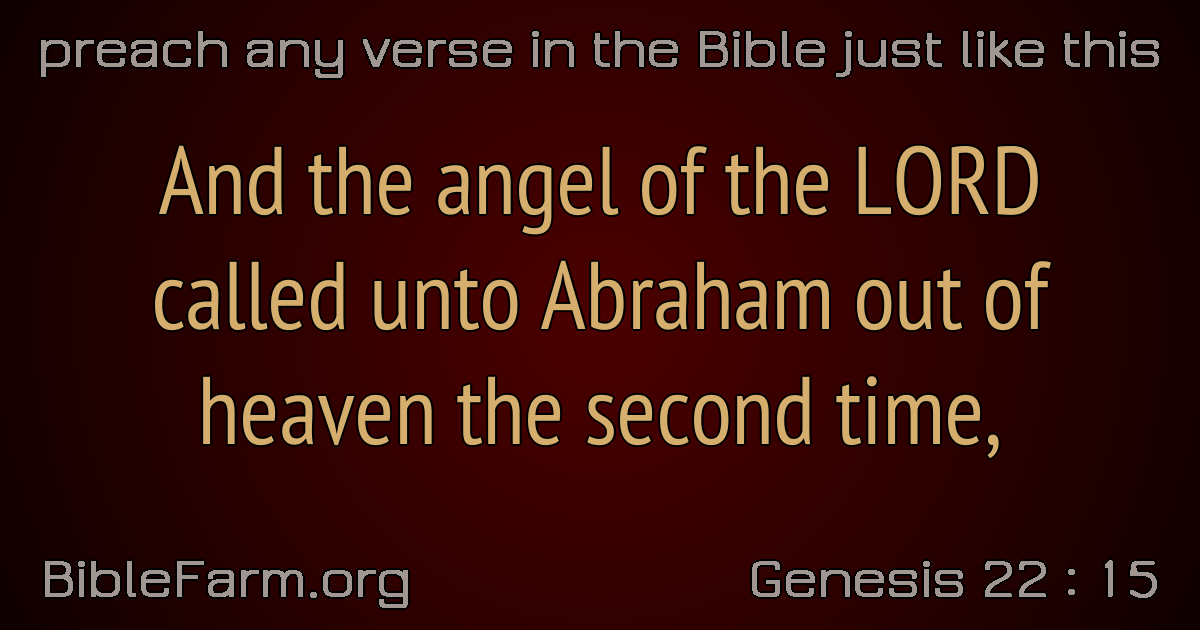 preach any verse in the Bible just like this
And the angel of the LORD
called unto Abraham out of
heaven the second time,
BibleFarm.org
Genesis 22 : 15